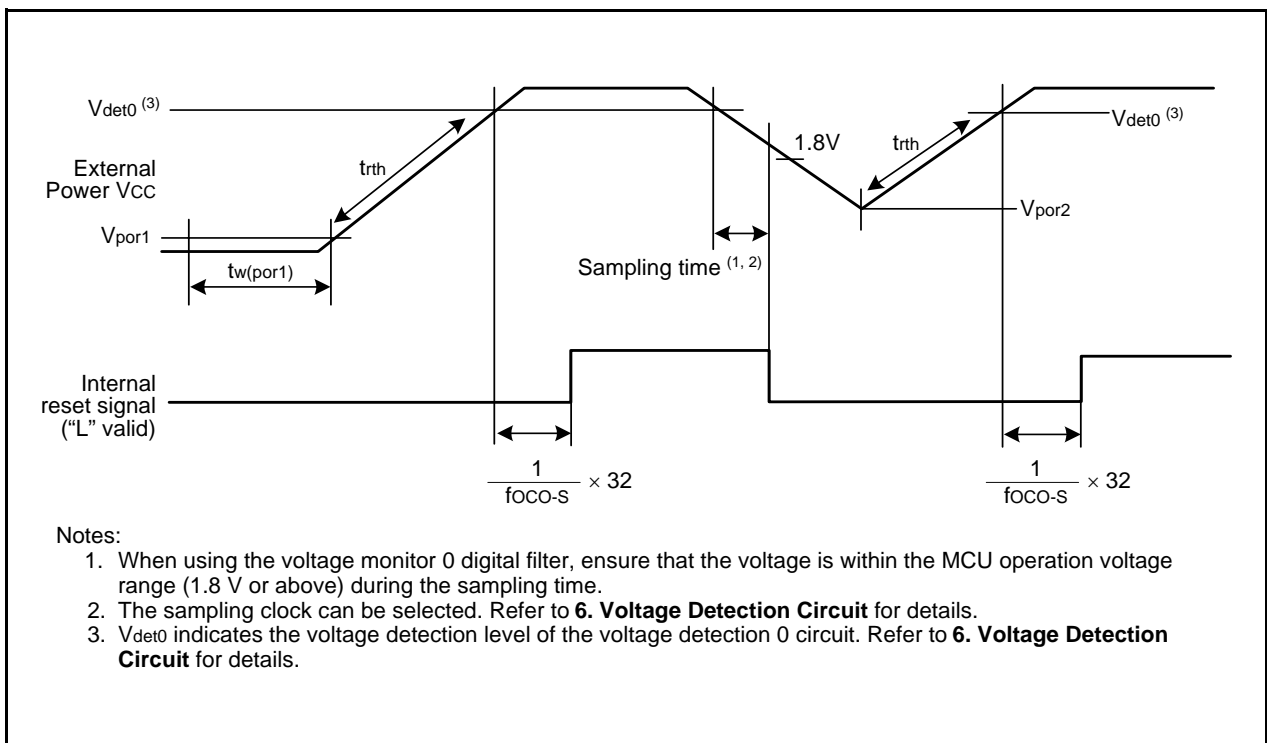 Vdet0 (3)
External
Power VCC
trth
Vpor1
tw(por1)
1.8V
trth
Vdet0 (3)
Vpor2
Sampling time (1, 2)
Internal
reset signal
(“L” valid)
1
fOCO-S
× 32
1
fOCO-S
× 32
Notes:
1. When using the voltage monitor 0 digital filter, ensure that the voltage is within the MCU operation voltage
range (1.8 V or above) during the sampling time.
2. The sampling clock can be selected. Refer to 6. Voltage Detection Circuit for details.
3. Vdet0 indicates the voltage detection level of the voltage detection 0 circuit. Refer to 6. Voltage Detection
Circuit for details.